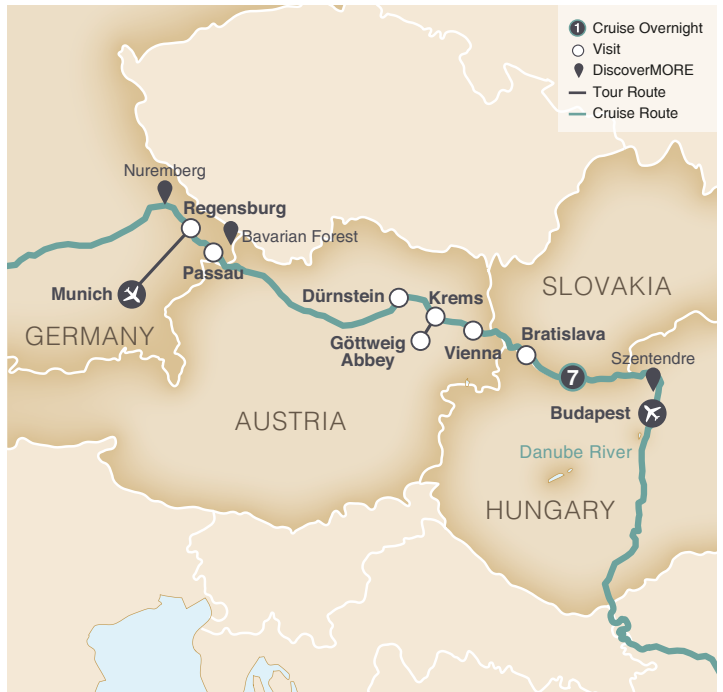 1 Cruise Overnight
Visit
DiscoverMORE
Tour Route
Cruise Route
Nuremberg
Regensburg
Bavarian Forest
Passau
Munich
GERMANY
Dürnstein
Krems
SLOVAKIA
Göttweig
Abbey
Vienna
Bratislava
Szentendre
7
Budapest
AUSTRIA
Danube River
HUNGARY